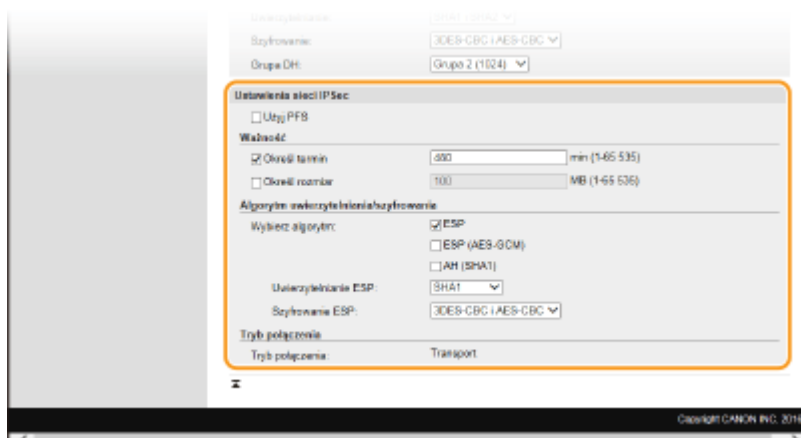 Uwierzytelnianie:
SHA1
Szyfrowanie:
3DES-CBC i AES-CBC
Grupa DH:
Grupa 2 (1024)
Ustawienia sieci IPSec
Użyj PFS
Ważność
Określ termin
480
min (1-65 535)
Określ rozmiar
100
MB (1-65 535)
Algorytm uwierzytelniania/szyfrowania
Wybierz algorytm:
ESP
ESP (AES-GCM)
AH (SHA1)
Uwierzytelnianie ESP:
SHA1
Szyfrowanie ESP:
3DES-CBC i AES-CBC
Tryb połączenia
Tryb połączenia:
Transport
Copyright CANON INC. 2016